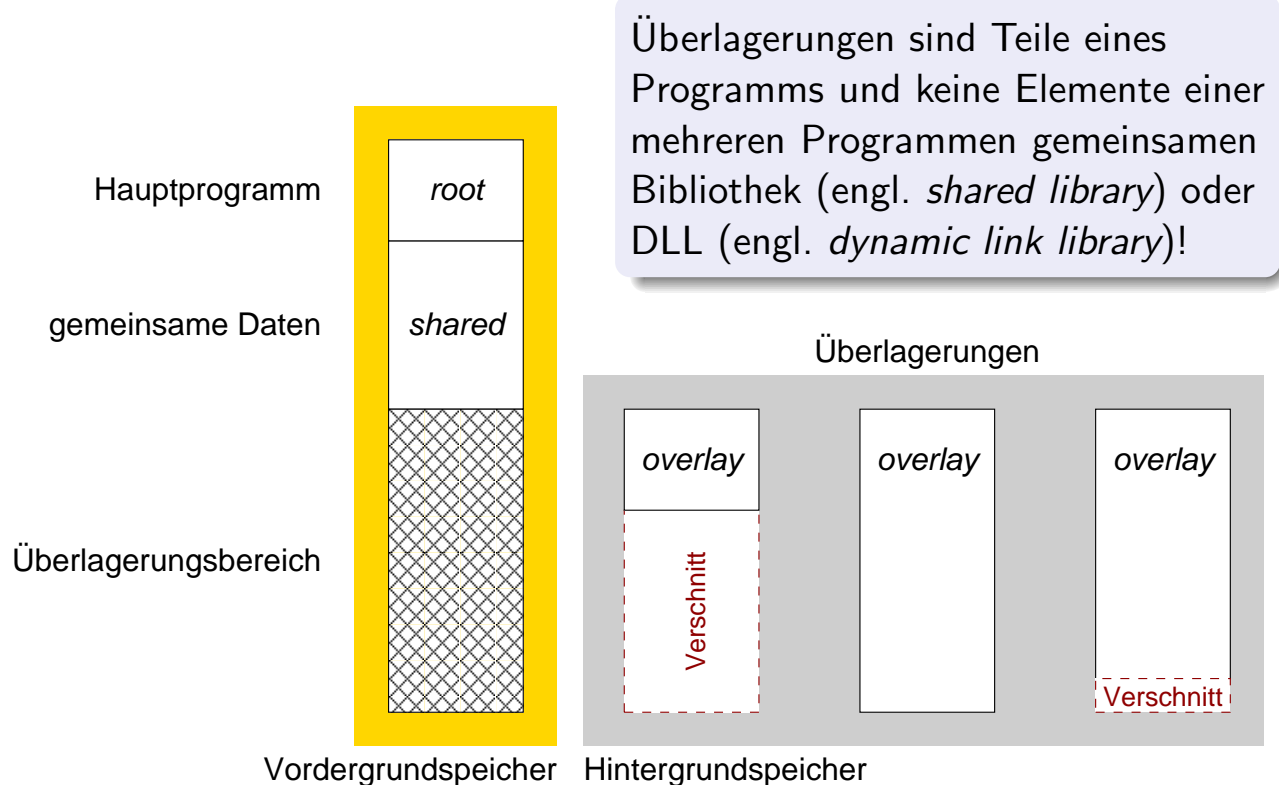 Überlagerungen sind Teile eines
Programms und keine Elemente einer
mehreren Programmen gemeinsamen
Bibliothek (engl. shared library) oder
DLL (engl. dynamic link library)!
Hauptprogramm
root
gemeinsame Daten
shared
Überlagerungsbereich
Überlagerungen
overlay
overlay
overlay
Verschnitt
Verschnitt
Vordergrundspeicher
Hintergrundspeicher